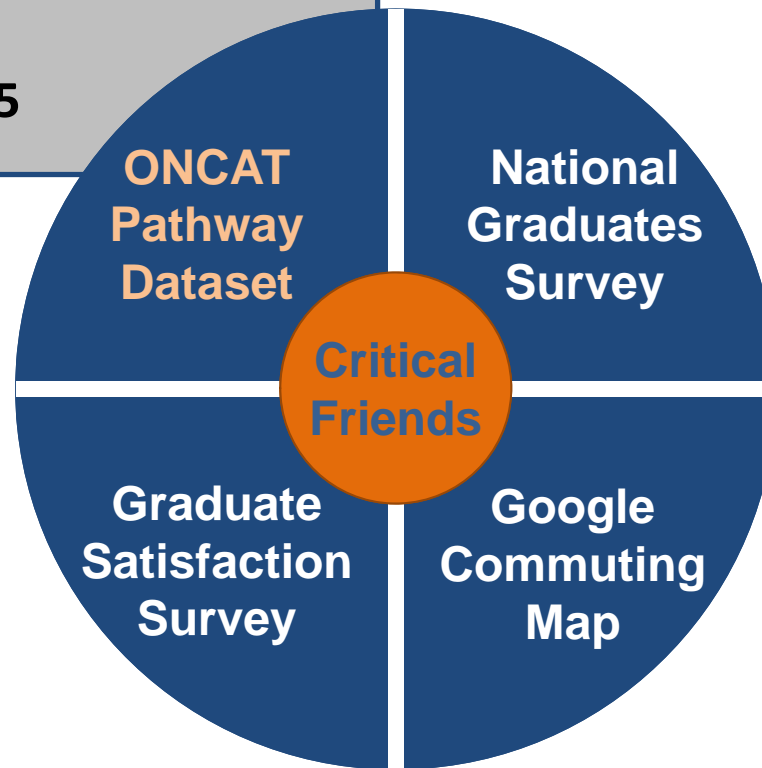 5
ONCAT
Pathway
Dataset
National
Graduates
Survey
Critical
Friends
Graduate
Satisfaction
Survey
Google
Commuting
Map